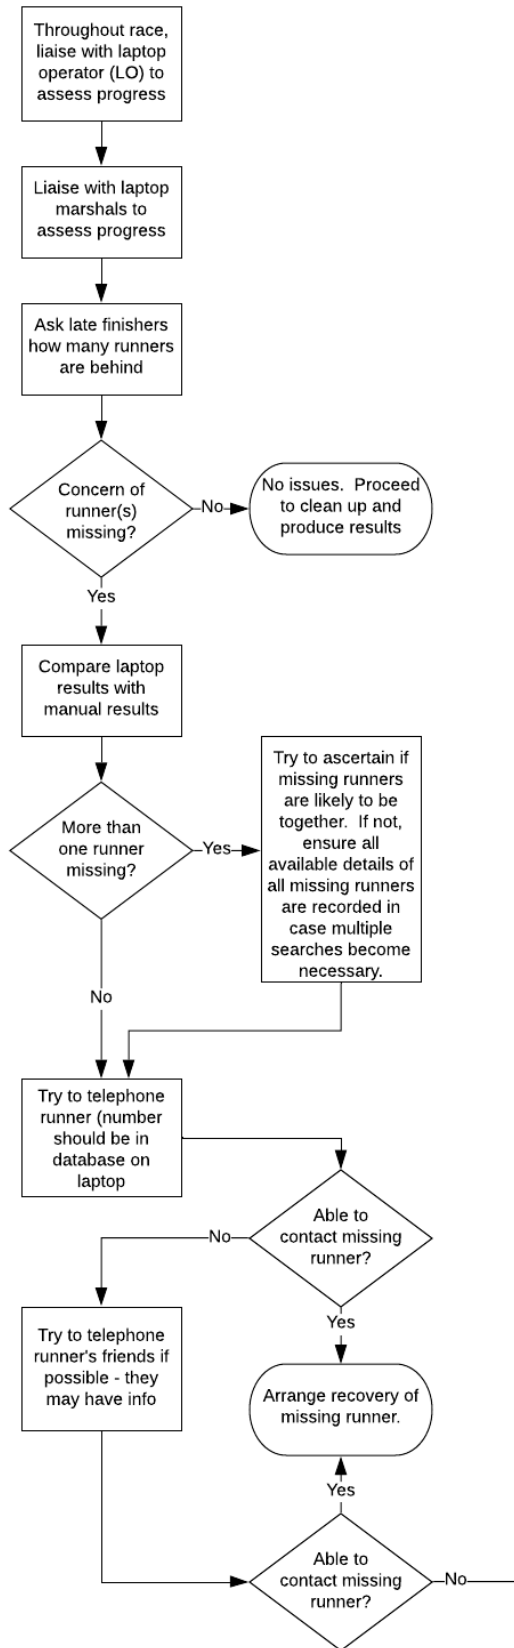 Throughout race,
liaise with laptop
operator (LO) to
assess progress
Liaise with laptop
marshals to
assess progress
Ask late finishers
how many runners
are behind
Concern of
runner(s)
missing?
No
No issues.  Proceed
to clean up and
produce results
Yes
Compare laptop
results with
manual results
More than
one runner
missing?
Yes
Try to ascertain if
missing runners
are likely to be
together.  If not,
ensure all
available details of
all missing runners
are recorded in
case multiple
searches become
necessary.
No
Try to telephone
runner (number
should be in
database on
laptop
Able to
contact missing
runner?
No
Yes
Try to telephone
runner's friends if
possible - they
may have info
Arrange recovery of
missing runner.
Yes
Able to
contact missing
runner?
No